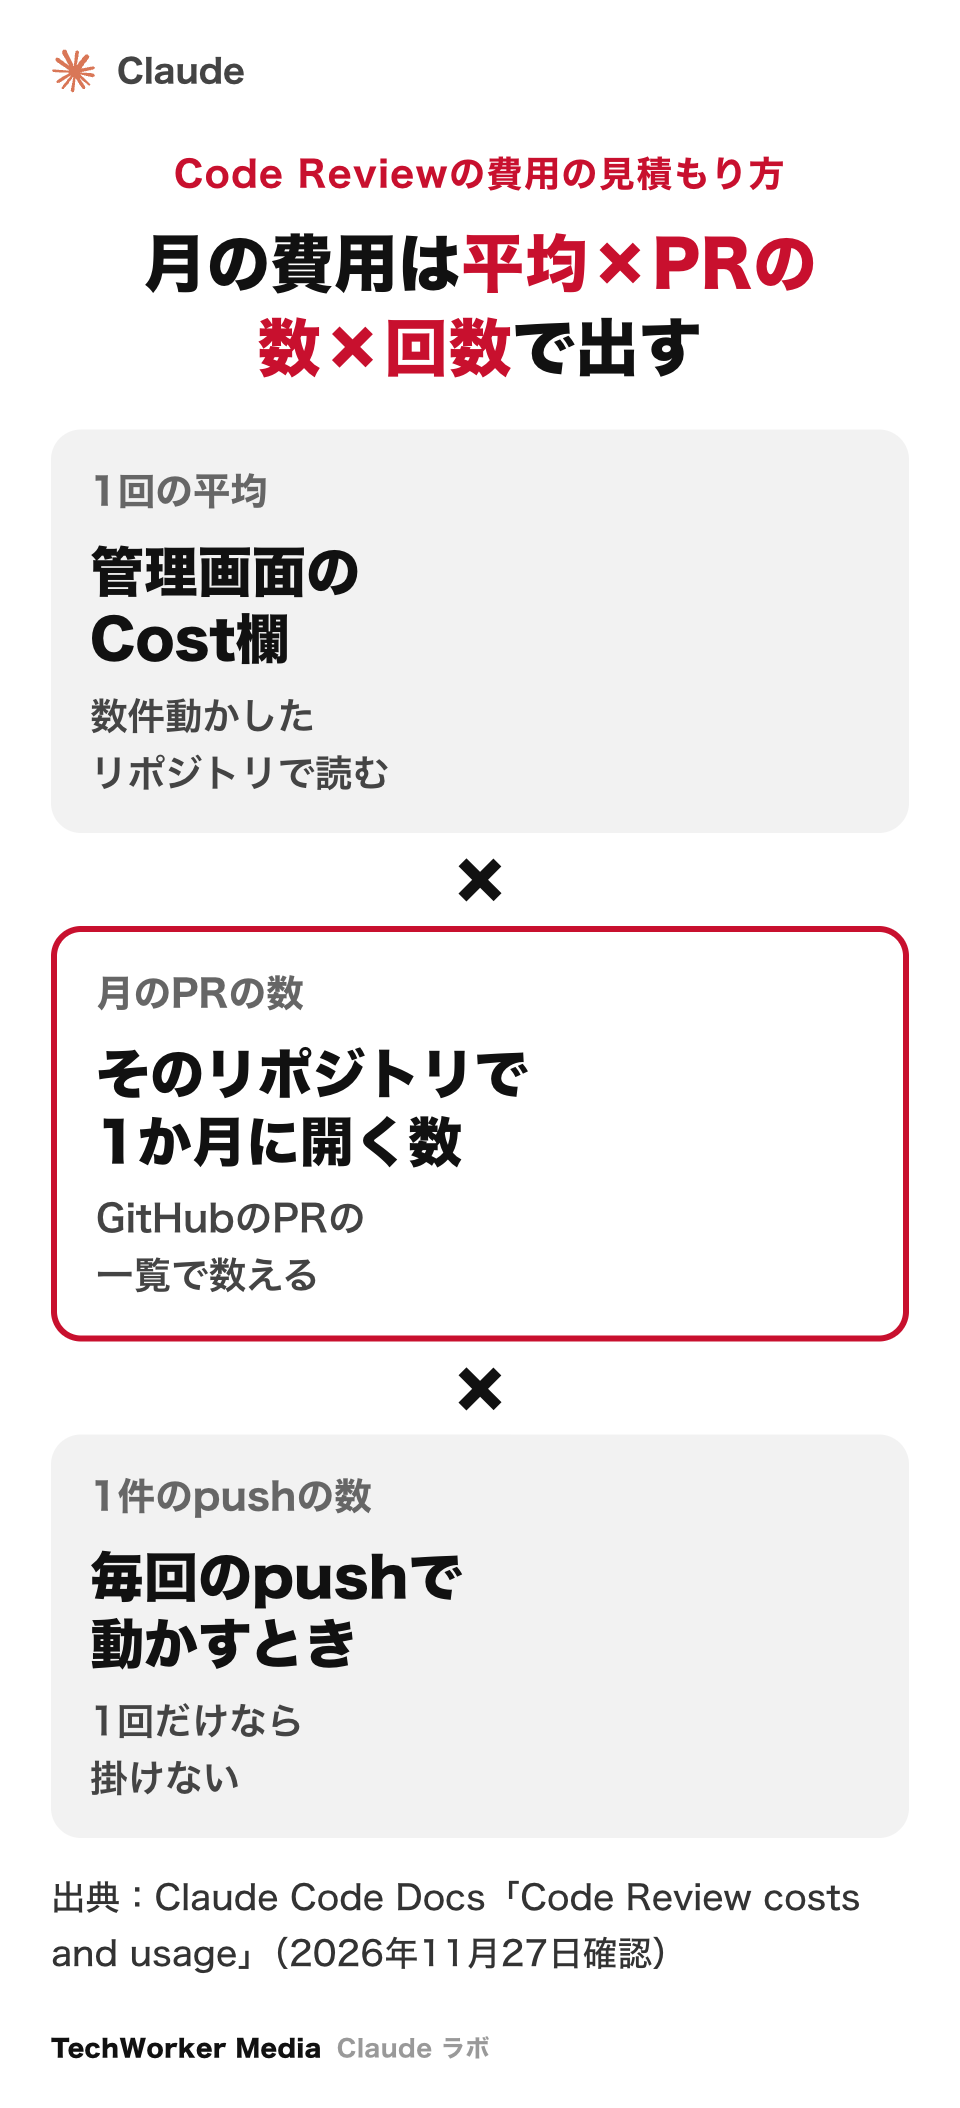 Claude
Code Reviewの費用の見積もり方
月の費用は平均×PRの
数×回数で出す
1回の平均
管理画面の
Cost欄
数件動かした
リポジトリで読む
×
月のPRの数
そのリポジトリで
1か月に開く数
GitHubのPRの
一覧で数える
×
1件のpushの数
毎回のpushで
動かすとき
1回だけなら
掛けない
出典：Claude Code Docs「Code Review costs
and usage」（2026年11月27日確認）
TechWorker Media Claude ラボ